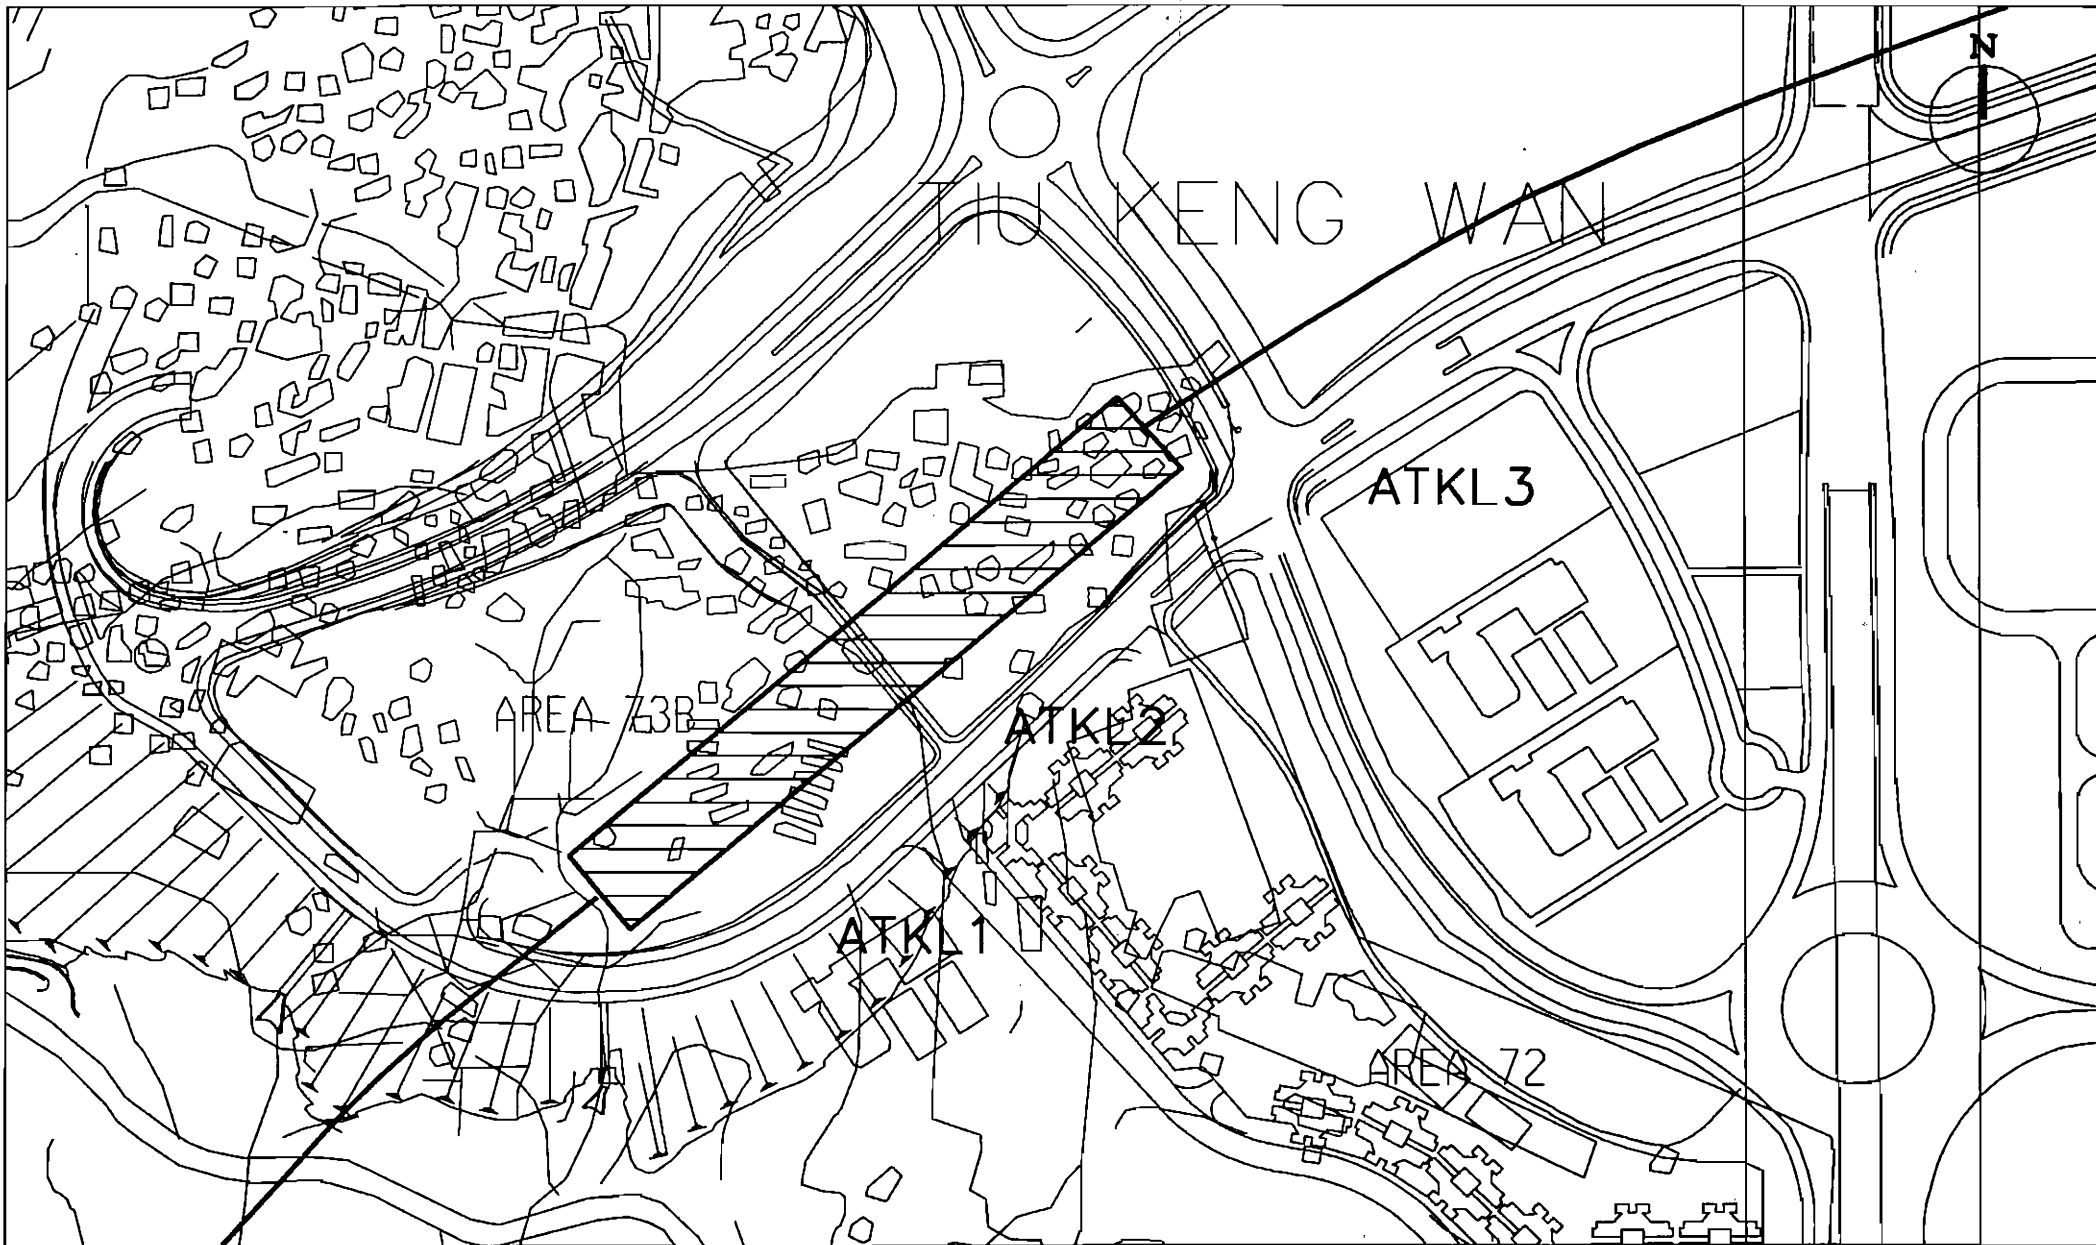 N
TIU KENG WAN
ATKL3
AREA 73B
ATKL2
ATKL1
AREA 72